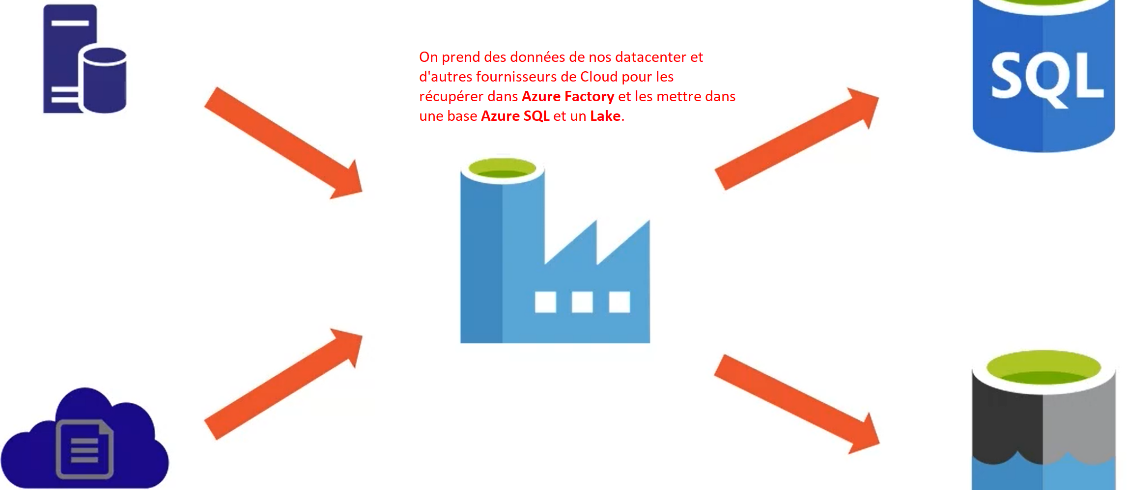 On prend des données de nos datacenter et
d'autres fournisseurs de Cloud pour les
récupérer dans Azure Factory et les mettre dans
une base Azure SQL et un Lake.
SQL